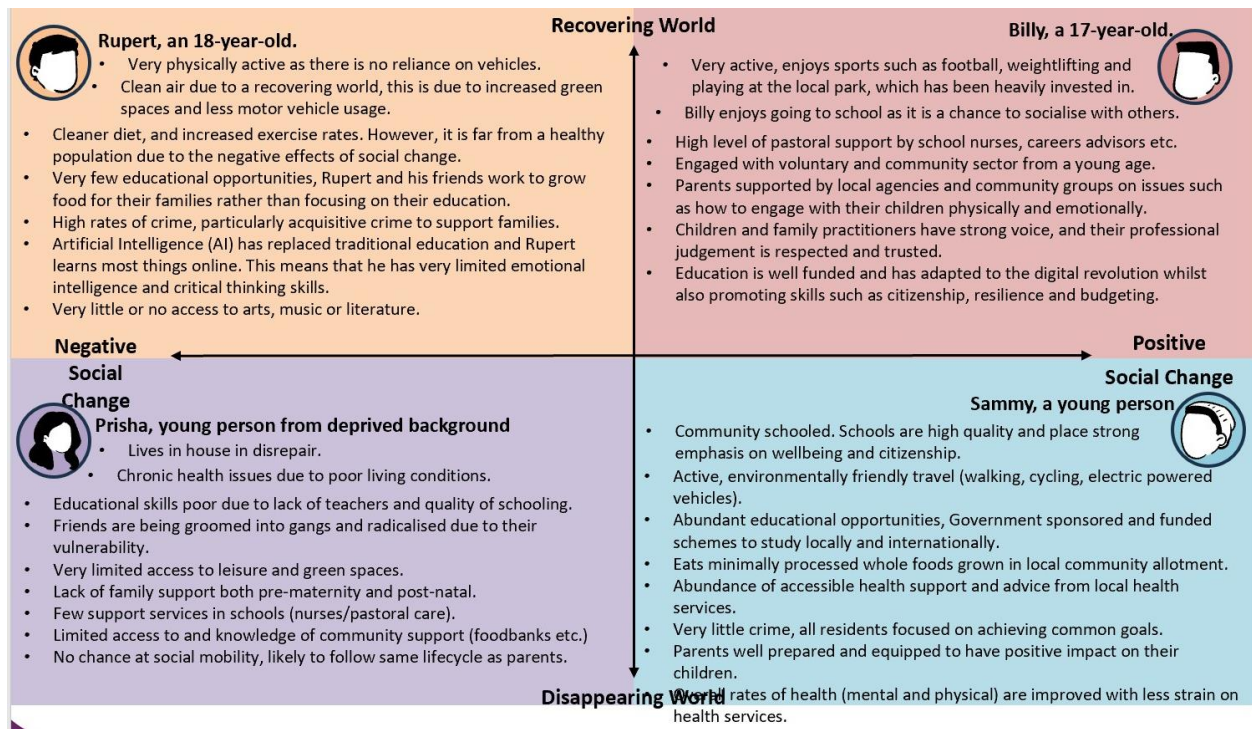 Recovering World
Rupert, an 18-year-old.
• Very physically active as there is no reliance on vehicles.
• Clean air due to a recovering world, this is due to increased green
spaces and less motor vehicle usage.
• Cleaner diet, and increased exercise rates. However, it is far from a healthy
population due to the negative effects of social change.
• Very few educational opportunities, Rupert and his friends work to grow
food for their families rather than focusing on their education.
• High rates of crime, particularly acquisitive crime to support families.
• Artificial Intelligence (AI) has replaced traditional education and Rupert
learns most things online. This means that he has very limited emotional
intelligence and critical thinking skills.
• Very little or no access to arts, music or literature.
Billy, a 17-year-old.
• Very active, enjoys sports such as football, weightlifting and
playing at the local park, which has been heavily invested in.
• Billy enjoys going to school as it is a chance to socialise with others.
• High level of pastoral support by school nurses, careers advisors etc.
• Engaged with voluntary and community sector from a young age.
• Parents supported by local agencies and community groups on issues such
as how to engage with their children physically and emotionally.
• Children and family practitioners have strong voice, and their professional
judgement is respected and trusted.
• Education is well funded and has adapted to the digital revolution whilst
also promoting skills such as citizenship, resilience and budgeting.
Negative
Social
Change
Positive
Social Change
Prisha, young person from deprived background
• Lives in house in disrepair.
• Chronic health issues due to poor living conditions.
• Educational skills poor due to lack of teachers and quality of schooling.
• Friends are being groomed into gangs and radicalised due to their
vulnerability.
• Very limited access to leisure and green spaces.
• Lack of family support both pre-maternity and post-natal.
• Few support services in schools (nurses/pastoral care).
• Limited access to and knowledge of community support (foodbanks etc.)
• No chance at social mobility, likely to follow same lifecycle as parents.
Sammy, a young person
• Community schooled. Schools are high quality and place strong
emphasis on wellbeing and citizenship.
• Active, environmentally friendly travel (walking, cycling, electric powered
vehicles).
• Abundant educational opportunities, Government sponsored and funded
schemes to study locally and internationally.
• Eats minimally processed whole foods grown in local community allotment.
• Abundance of accessible health support and advice from local health
services.
• Very little crime, all residents focused on achieving common goals.
• Parents well prepared and equipped to have positive impact on their
children.
• Overall rates of health (mental and physical) are improved with less strain on
health services.
Disappearing World